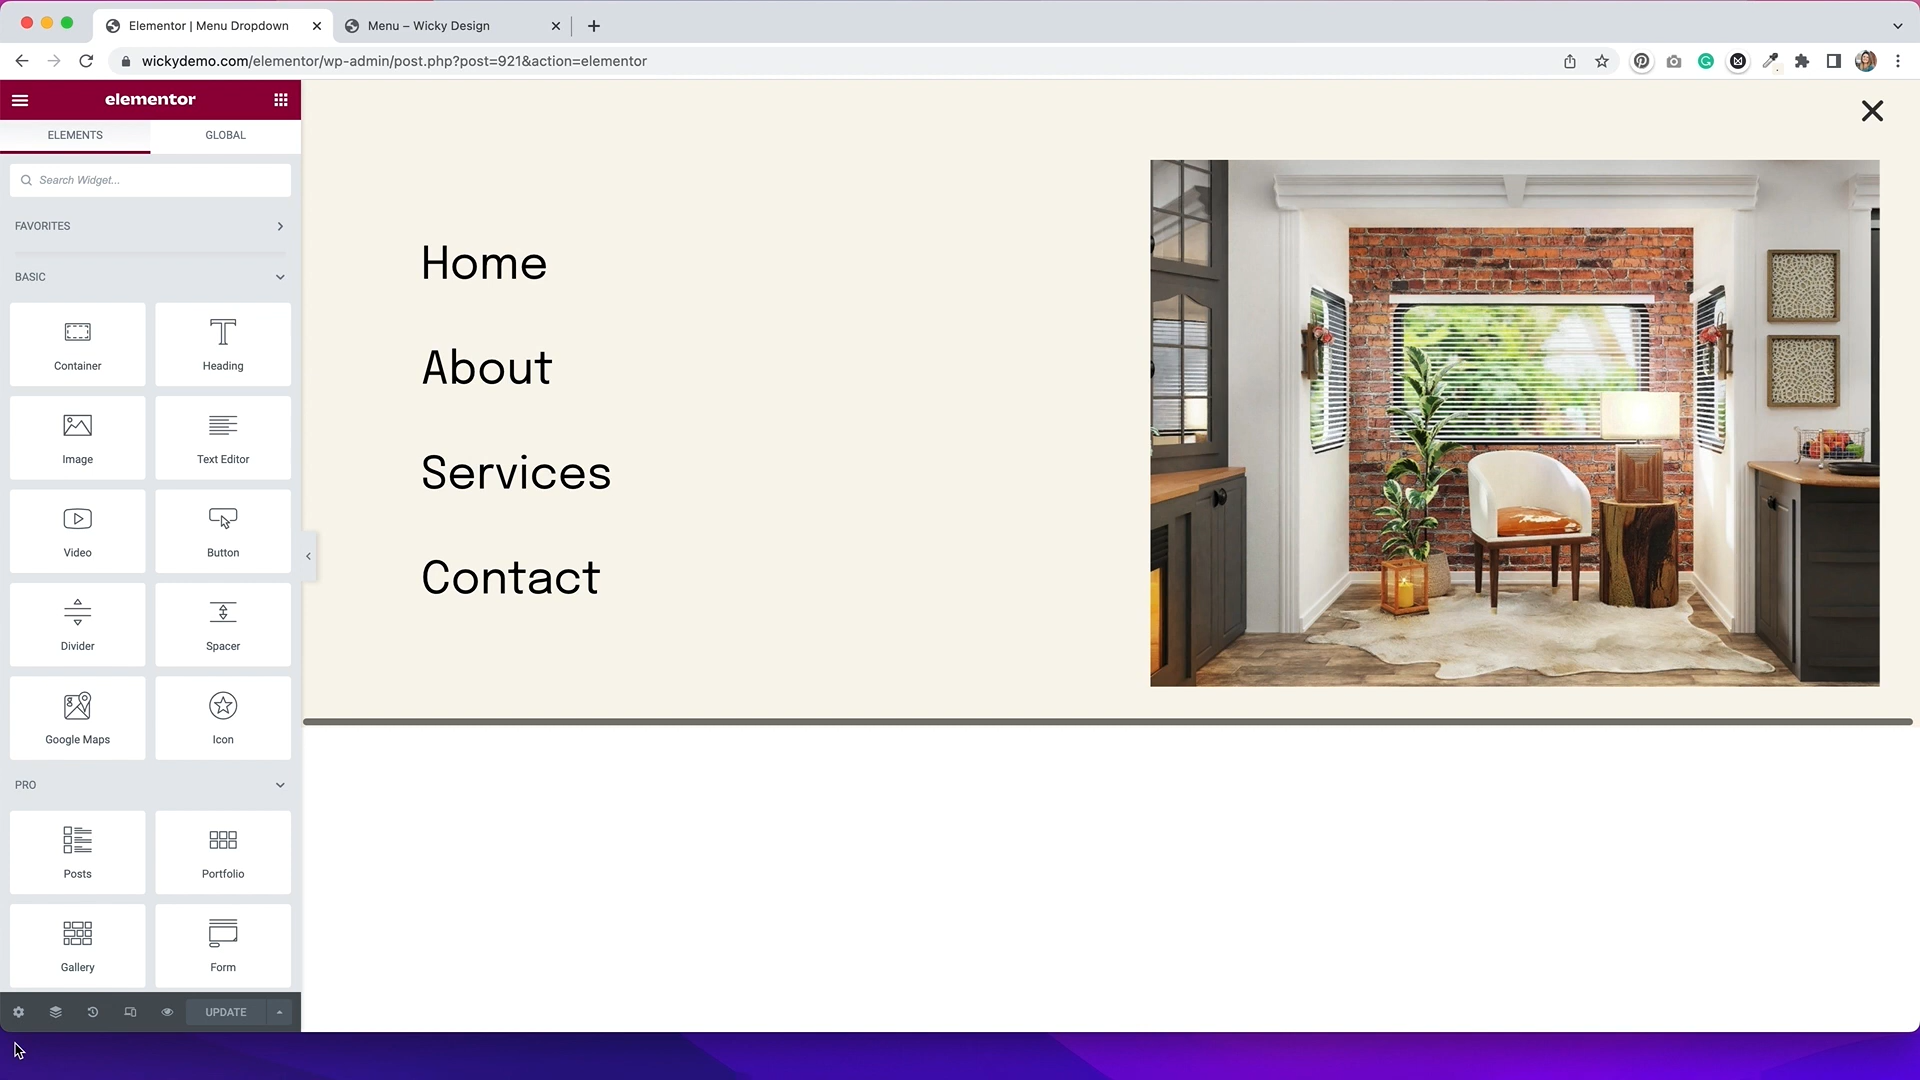 Elementor | Menu Dropdown
Menu – Wicky Design
wickydemo.com/elementor/wp-admin/post.php?post=921&action=elementor
elementor
ELEMENTS GLOBAL
Search Widget...
FAVORITES
BASIC
Container Heading
Image Text Editor
Video Button
Divider Spacer
Google Maps Icon
PRO
Posts Portfolio
Gallery Form
UPDATE
Home
About
Services
Contact